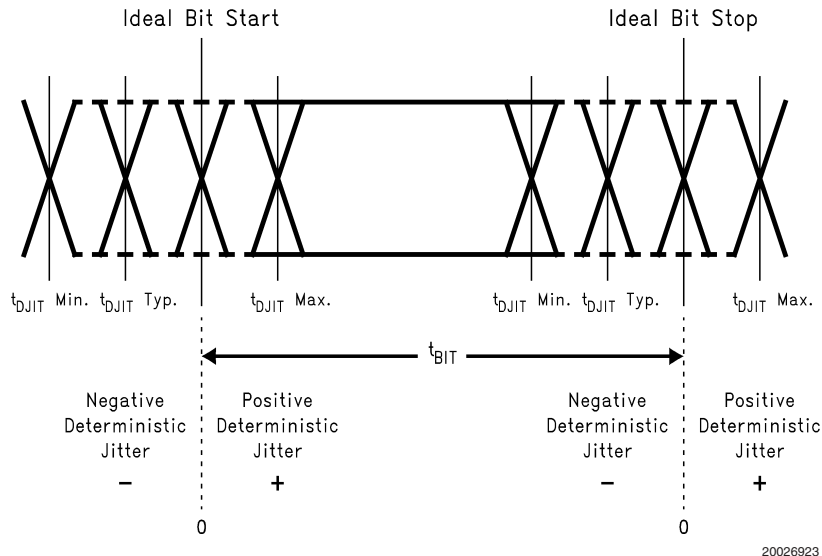 Ideal Bit Start
Ideal Bit Stop
tDJIT Min.
tDJIT Typ.
tDJIT Max.
tDJIT Min.
tDJIT Typ.
tDJIT Max.
tBIT
Negative
Deterministic
Jitter
−
Positive
Deterministic
Jitter
+
Negative
Deterministic
Jitter
−
Positive
Deterministic
Jitter
+
0
0
20026923